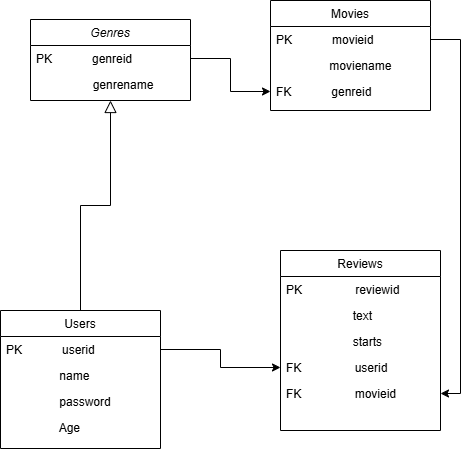 Genres
PK genreid
genrename
Movies
PK movieid
moviename
FK genreid
Users
PK userid
name
password
Age
Reviews
PK reviewid
text
starts
FK userid
FK movieid